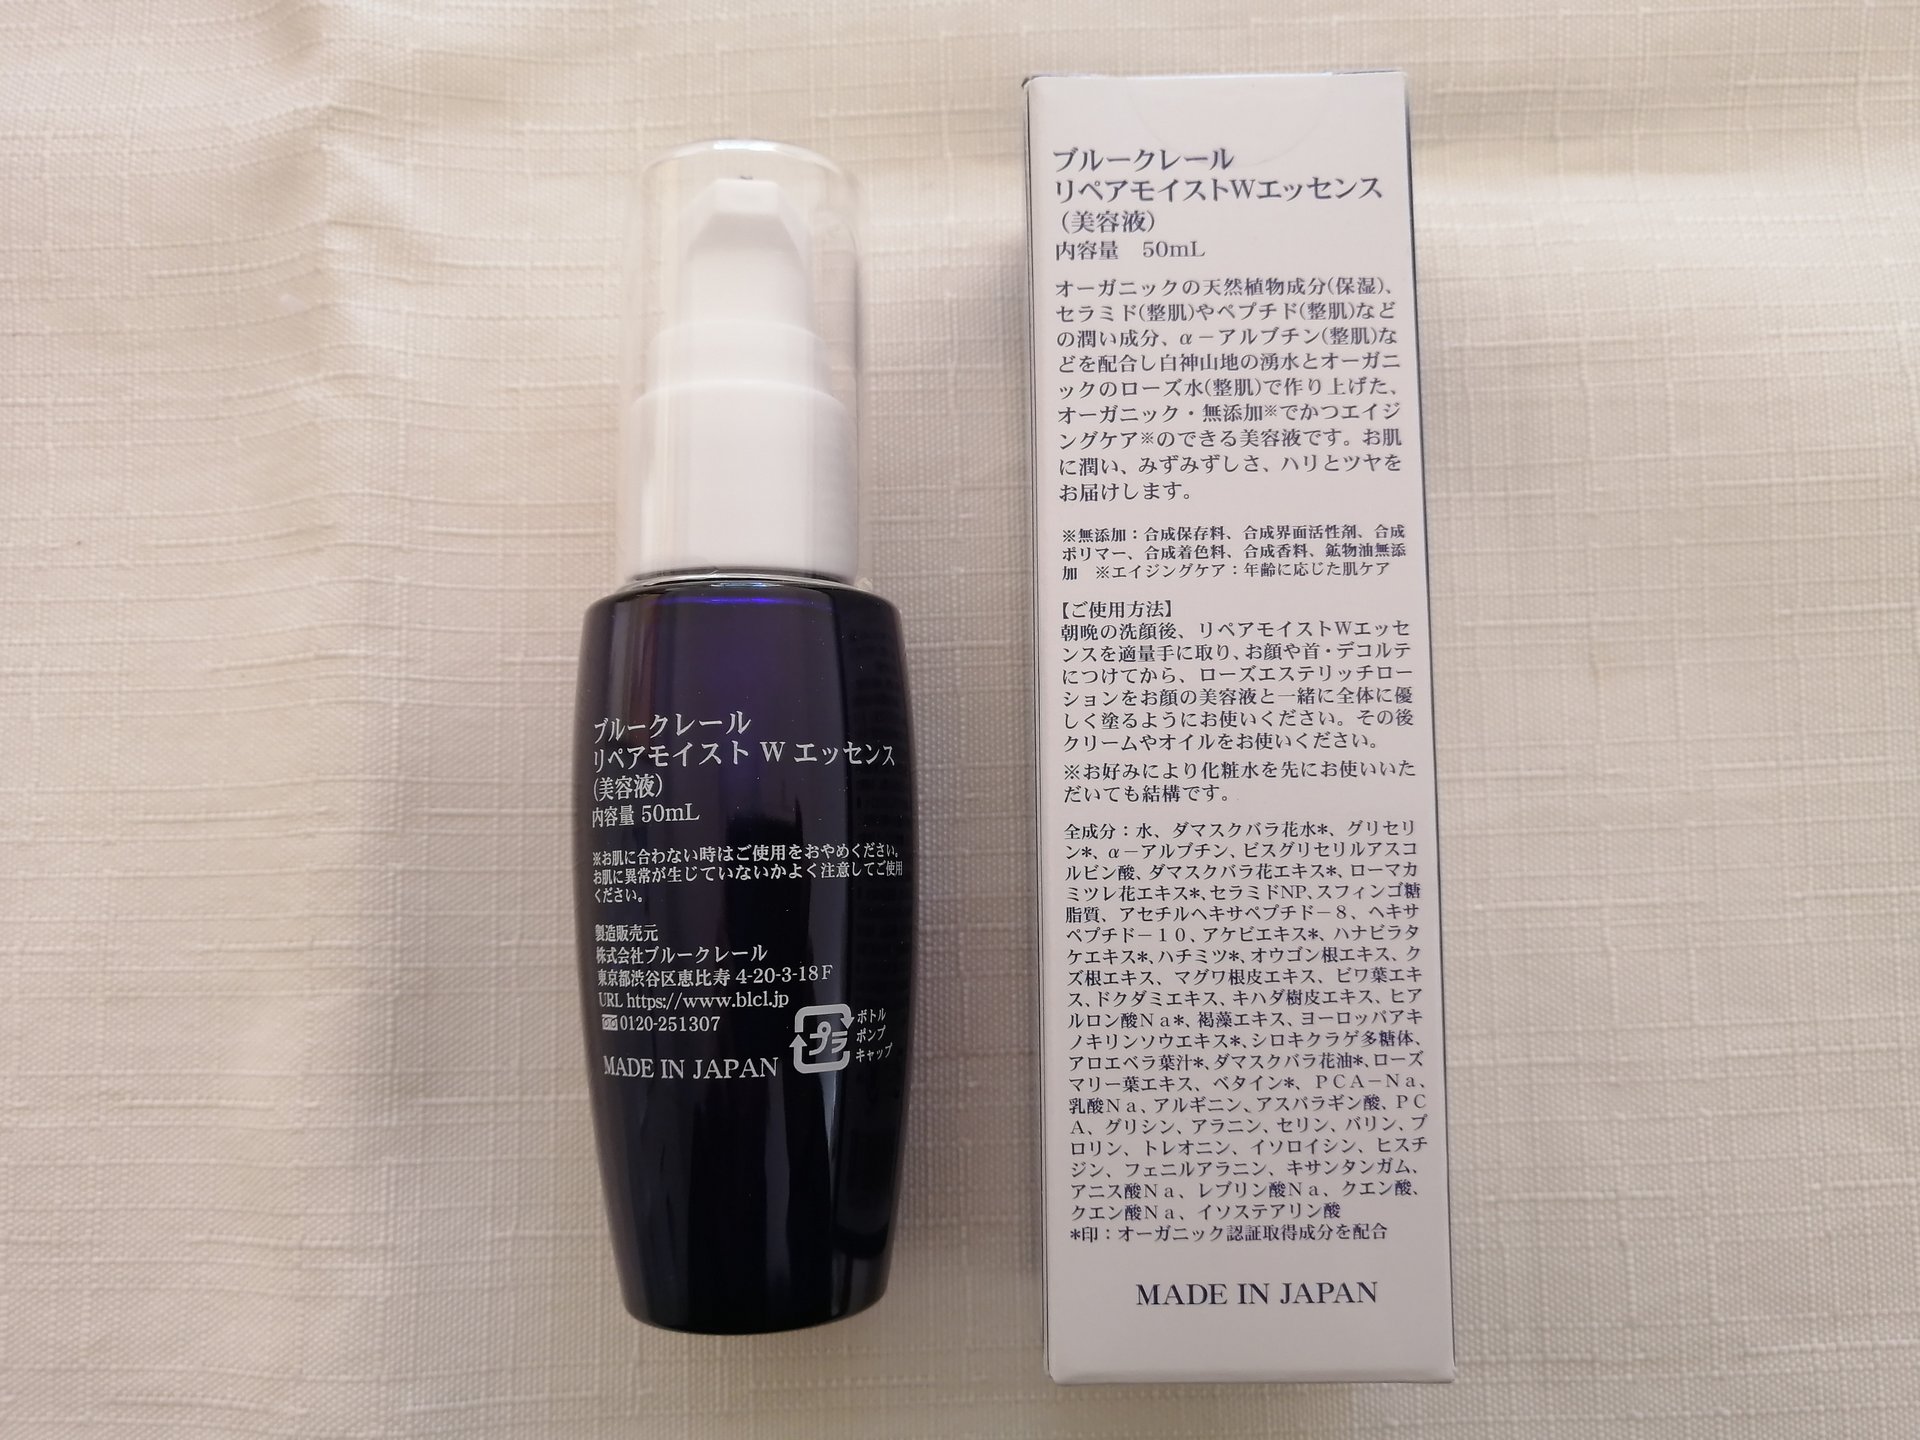 ブルークレール
リペアモイスト W エッセンス
(美容液)
内容量 50mL
※お肌に合わない時はご使用をおやめください。
お肌に異常が生じていないかよく注意してご使用
ください。
製造販売元
株式会社ブルークレール
東京都渋谷区恵比寿 4-20-3-18F
URL https://www.blcl.jp
0120-251307
MADE IN JAPAN
プラ
ボトル
ポンプ
キャップ
ブルークレール
リペアモイストWエッセンス
（美容液）
内容量　50mL
オーガニックの天然植物成分(保湿)、
セラミド(整肌)やペプチド(整肌)など
の潤い成分、α－アルブチン(整肌)な
どを配合し白神山地の湧水とオーガニ
ックのローズ水(整肌)で作り上げた、
オーガニック・無添加※でかつエイジ
ングケア※のできる美容液です。お肌
に潤い、みずみずしさ、ハリとツヤを
お届けします。
※無添加：合成保存料、合成界面活性剤、合成
ポリマー、合成着色料、合成香料、鉱物油無添
加　※エイジングケア：年齢に応じた肌ケア
【ご使用方法】
朝晩の洗顔後、リペアモイストWエッセ
ンスを適量手に取り、お顔や首・デコルテ
につけてから、ローズエステリッチロー
ションをお顔の美容液と一緒に全体に優
しく塗るようにお使いください。その後
クリームやオイルをお使いください。
※お好みにより化粧水を先にお使いいた
だいても結構です。
全成分：水、ダマスクバラ花水*、グリセリ
ン*、α－アルブチン、ビスグリセリルアスコ
ルビン酸、ダマスクバラ花エキス*、ローマカ
ミツレ花エキス*、セラミドNP、スフィンゴ糖
脂質、アセチルヘキサペプチド－８、ヘキサ
ペプチド－１０、アケビエキス*、ハナビラタ
ケエキス*、ハチミツ*、オウゴン根エキス、ク
ズ根エキス、マグワ根皮エキス、ビワ葉エキ
ス、ドクダミエキス、キハダ樹皮エキス、ヒア
ルロン酸Ｎａ*、褐藻エキス、ヨーロッパアキ
ノキリンソウエキス*、シロキクラゲ多糖体、
アロエベラ葉汁*、ダマスクバラ花油*、ローズ
マリー葉エキス、ベタイン*、ＰＣＡ－Ｎａ、
乳酸Ｎａ、アルギニン、アスパラギン酸、ＰＣ
Ａ、グリシン、アラニン、セリン、バリン、プ
ロリン、トレオニン、イソロイシン、ヒスチ
ジン、フェニルアラニン、キサンタンガム、
アニス酸Ｎａ、レブリン酸Ｎａ、クエン酸、
クエン酸Ｎａ、イソステアリン酸
*印：オーガニック認証取得成分を配合
MADE IN JAPAN